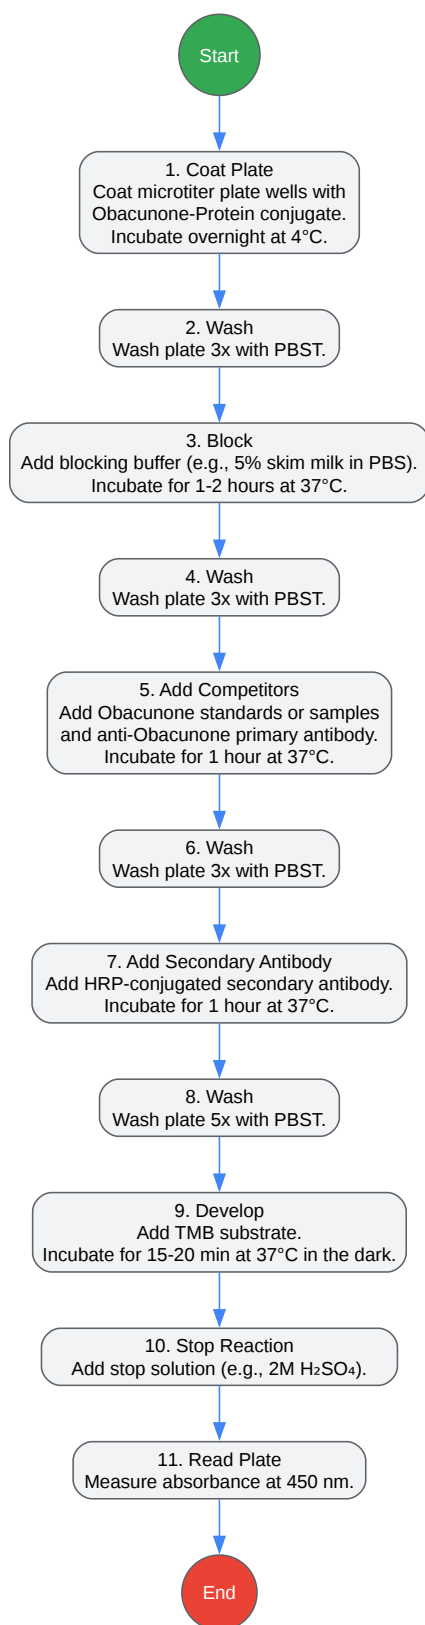 Start
1. Coat Plate
Coat microtiter plate wells with
Obacunone-Protein conjugate.
Incubate overnight at 4°C.
2. Wash
Wash plate 3x with PBST.
3. Block
Add blocking buffer (e.g., 5% skim milk in PBS).
Incubate for 1-2 hours at 37°C.
4. Wash
Wash plate 3x with PBST.
5. Add Competitors
Add Obacunone standards or samples
and anti-Obacunone primary antibody.
Incubate for 1 hour at 37°C.
6. Wash
Wash plate 3x with PBST.
7. Add Secondary Antibody
Add HRP-conjugated secondary antibody.
Incubate for 1 hour at 37°C.
8. Wash
Wash plate 5x with PBST.
9. Develop
Add TMB substrate.
Incubate for 15-20 min at 37°C in the dark.
10. Stop Reaction
Add stop solution (e.g., 2M H₂SO₄).
11. Read Plate
Measure absorbance at 450 nm.
End